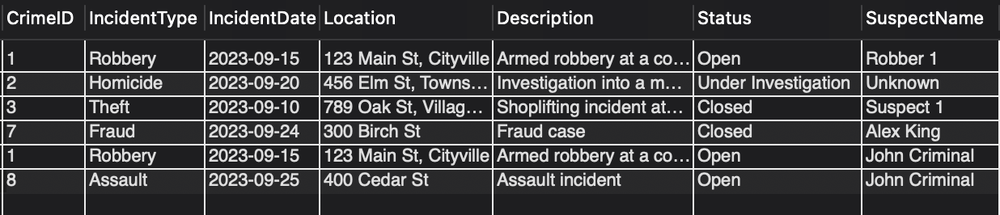 CrimeID IncidentType IncidentDate Location Description Status SuspectName
1 Robbery 2023-09-15 123 Main St, Cityville Armed robbery at a co... Open Robber 1
2 Homicide 2023-09-20 456 Elm St, Towns... Investigation into a m... Under Investigation Unknown
3 Theft 2023-09-10 789 Oak St, Villag... Shoplifting incident at... Closed Suspect 1
7 Fraud 2023-09-24 300 Birch St Fraud case Closed Alex King
1 Robbery 2023-09-15 123 Main St, Cityville Armed robbery at a co... Open John Criminal
8 Assault 2023-09-25 400 Cedar St Assault incident Open John Criminal